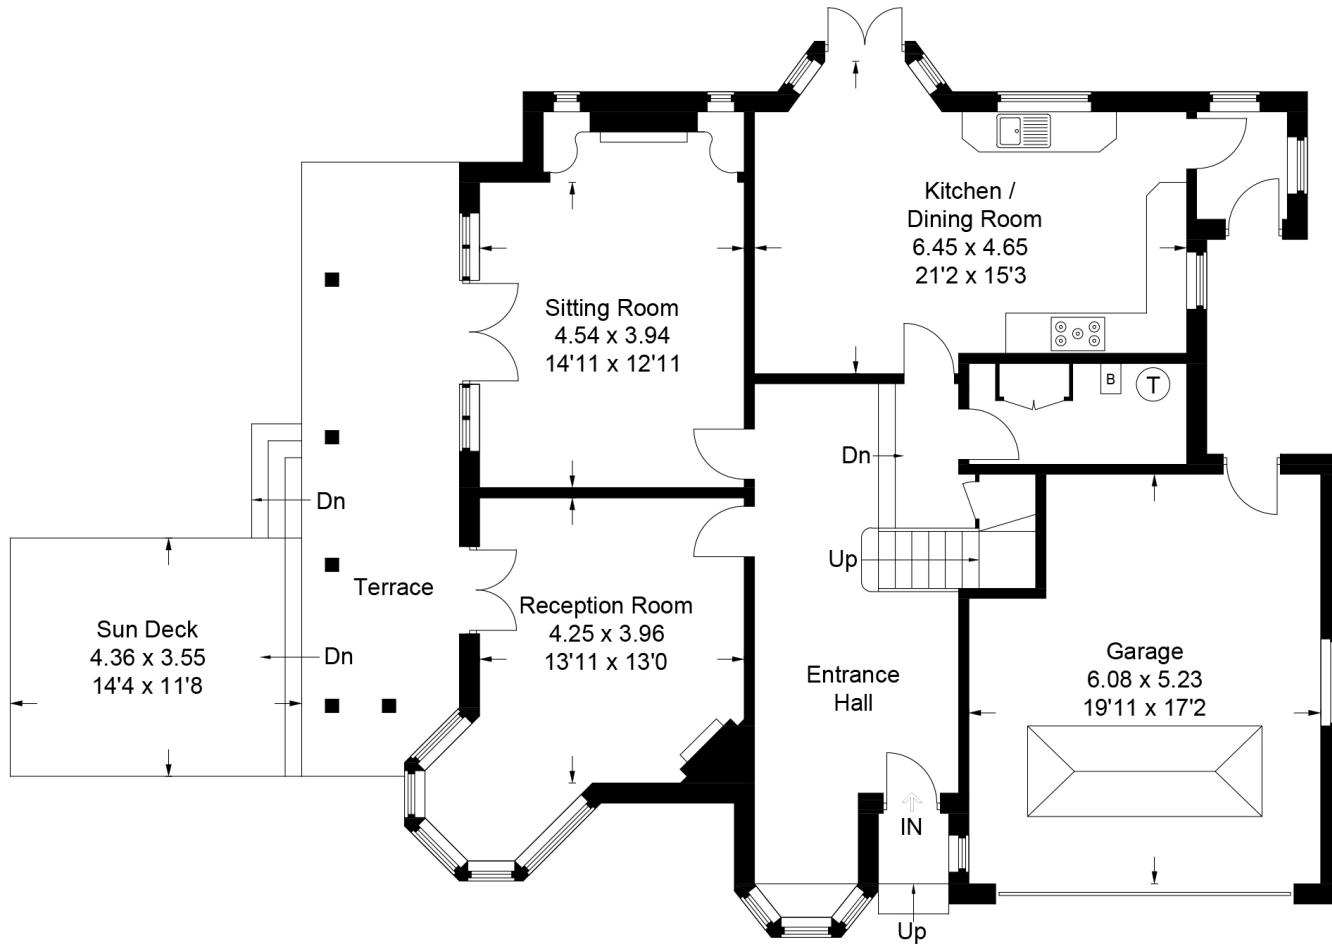 Kitchen /
Dining Room
6.45 x 4.65
21'2 x 15'3
Sitting Room
4.54 x 3.94
14'11 x 12'11
B
T
Dn
Dn
Up
Terrace
Reception Room
4.25 x 3.96
13'11 x 13'0
Sun Deck
4.36 x 3.55
14'4 x 11'8
Dn
Entrance
Hall
Garage
6.08 x 5.23
19'11 x 17'2
IN
Up